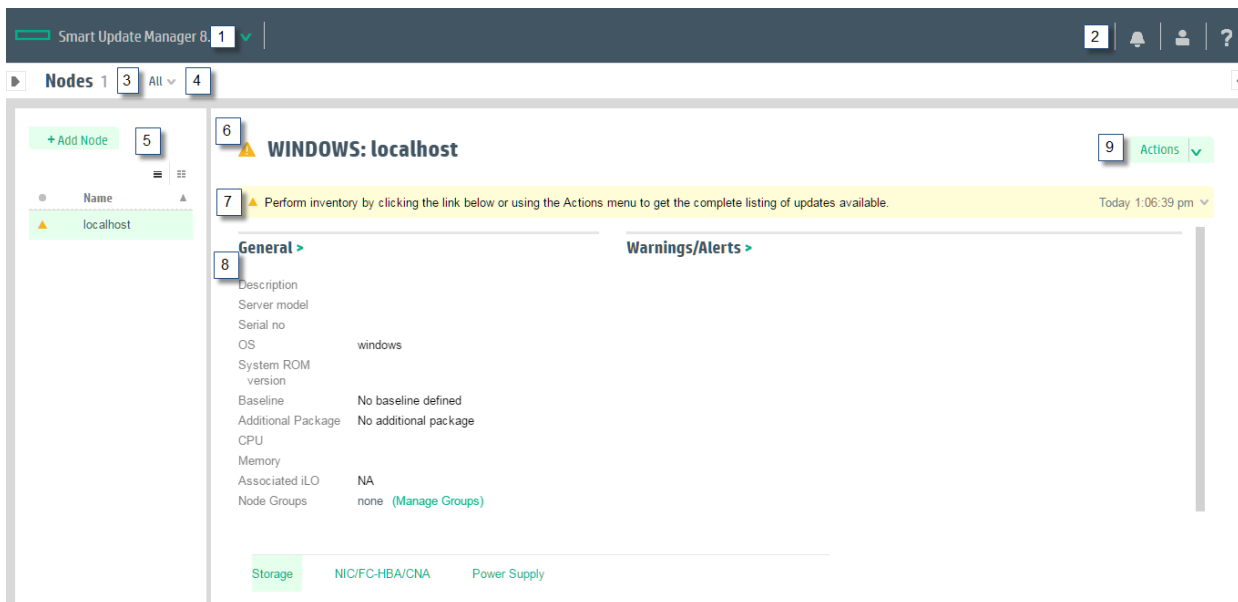 Smart Update Manager 8. 1
2 ?
Nodes 1 3 All 4
+ Add Node 5
Name
localhost
6 WINDOWS: localhost
9 Actions
7 Perform inventory by clicking the link below or using the Actions menu to get the complete listing of updates available. Today 1:06:39 pm
General > Warnings/Alerts >
8
Description
Server model
Serial no
OS windows
System ROM
version
Baseline No baseline defined
Additional Package No additional package
CPU
Memory
Associated iLO NA
Node Groups none (Manage Groups)
Storage NIC/FC-HBA/CNA Power Supply